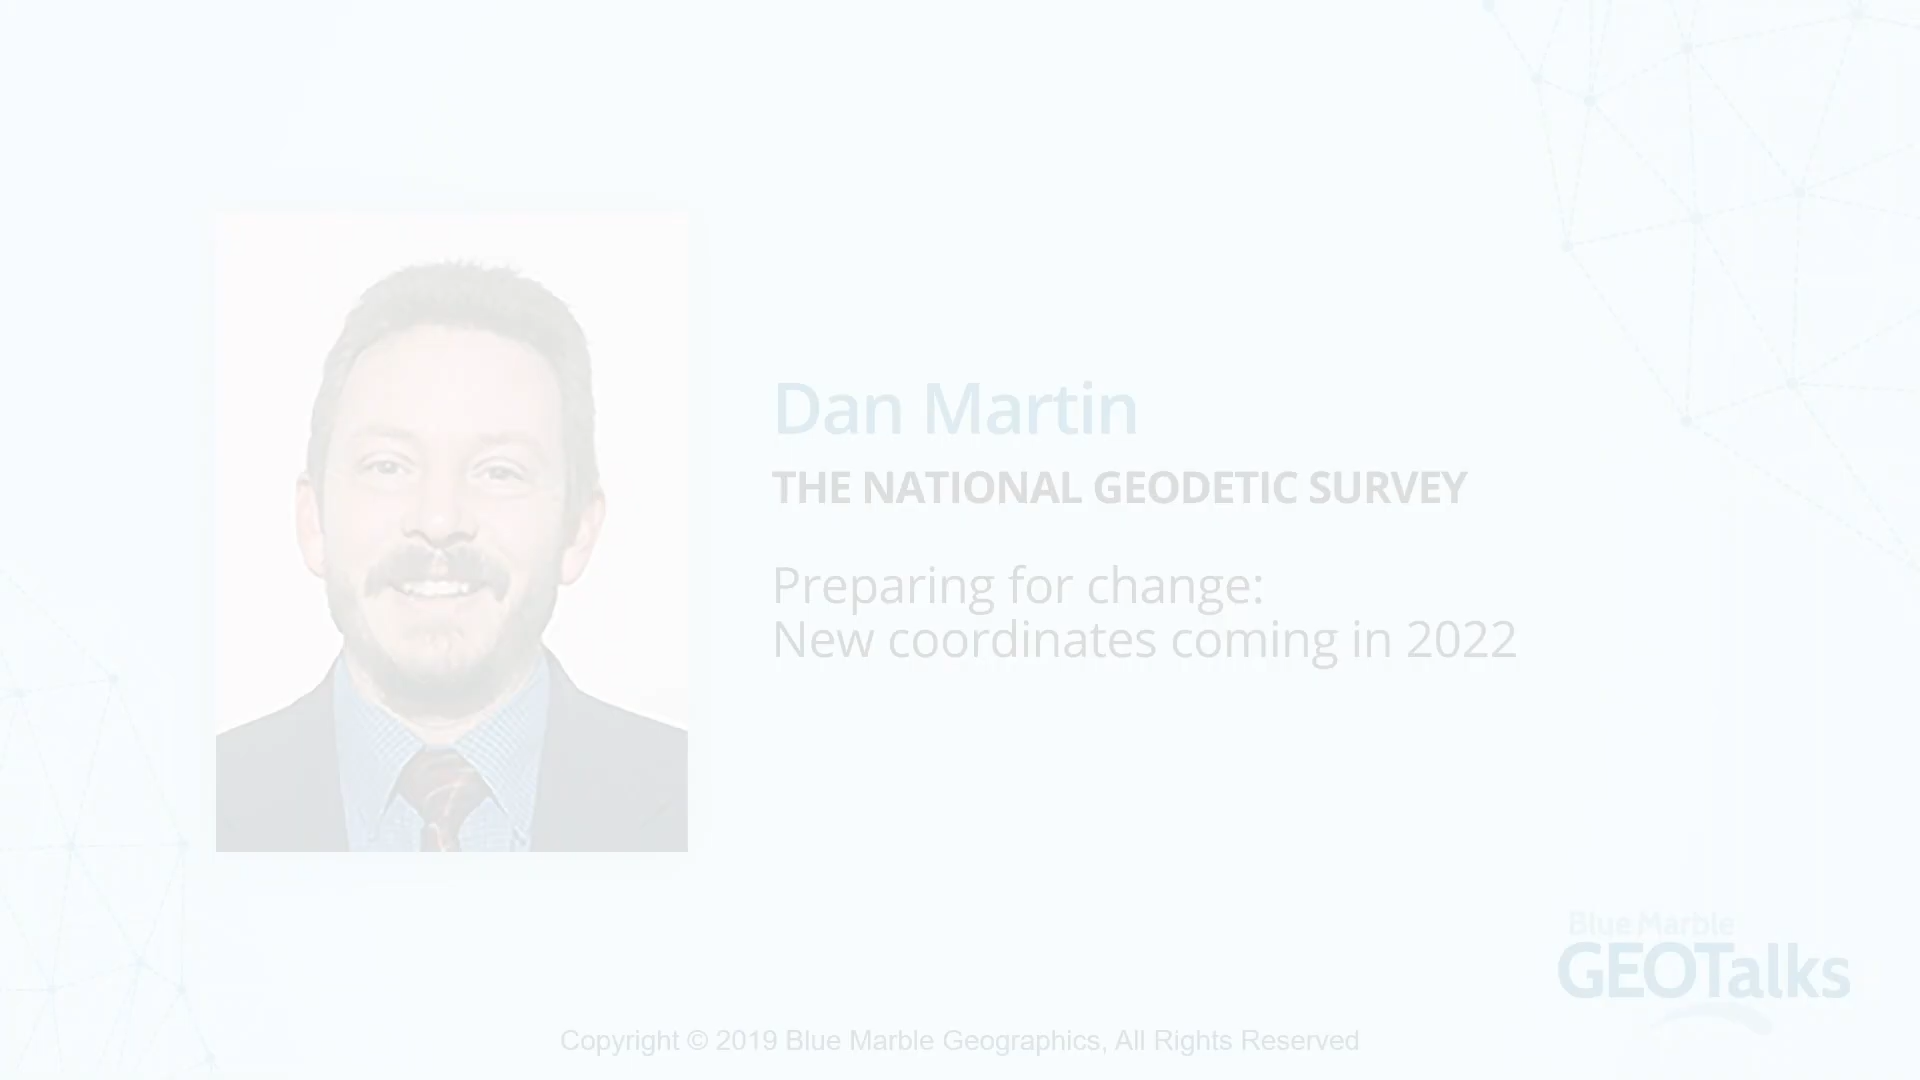 Dan Martin
THE NATIONAL GEODETIC SURVEY
Preparing for change:
New coordinates coming in 2022
Blue Marble
GEOTalks
Copyright © 2019 Blue Marble Geographics, All Rights Reserved